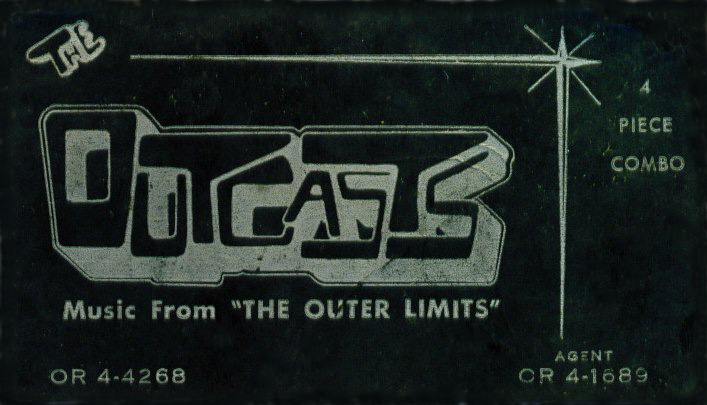 THE
OUTCASTS
4
PIECE
COMBO
Music From "THE OUTER LIMITS"
OR 4-4268
AGENT
OR 4-1689